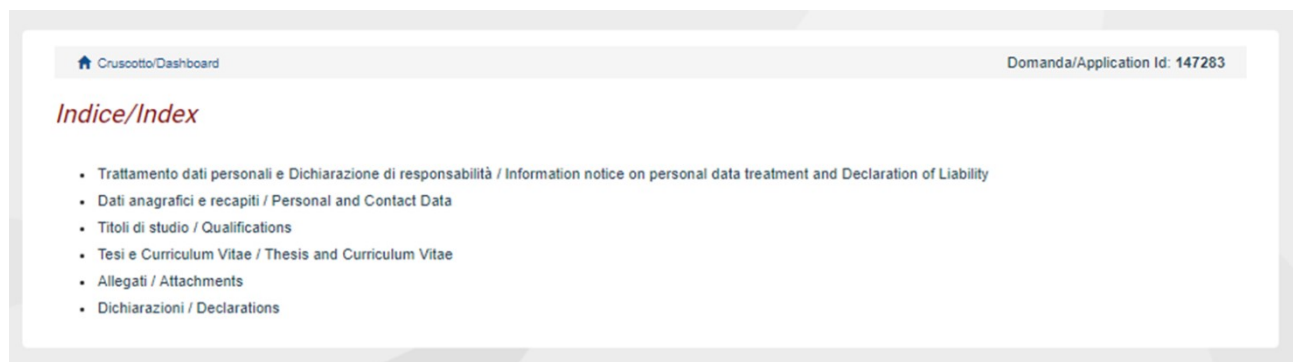 Cruscotto/Dashboard Domanda/Application Id: 147283
Indice/Index
• Trattamento dati personali e Dichiarazione di responsabilità / Information notice on personal data treatment and Declaration of Liability
• Dati anagrafici e recapiti / Personal and Contact Data
• Titoli di studio / Qualifications
• Tesi e Curriculum Vitae / Thesis and Curriculum Vitae
• Allegati / Attachments
• Dichiarazioni / Declarations